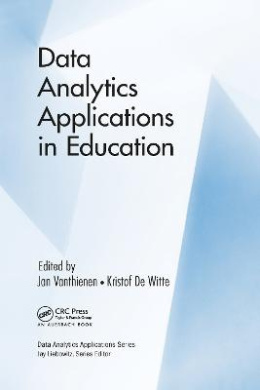 Data
Analytics
Applications
in Education
Edited by
Jan Vanthienen • Kristof De Witte
CRC Press
Taylor & Francis Group
AN AUERBACH BOOK
Data Analytics Applications Series
Jay Liebowitz, Series Editor